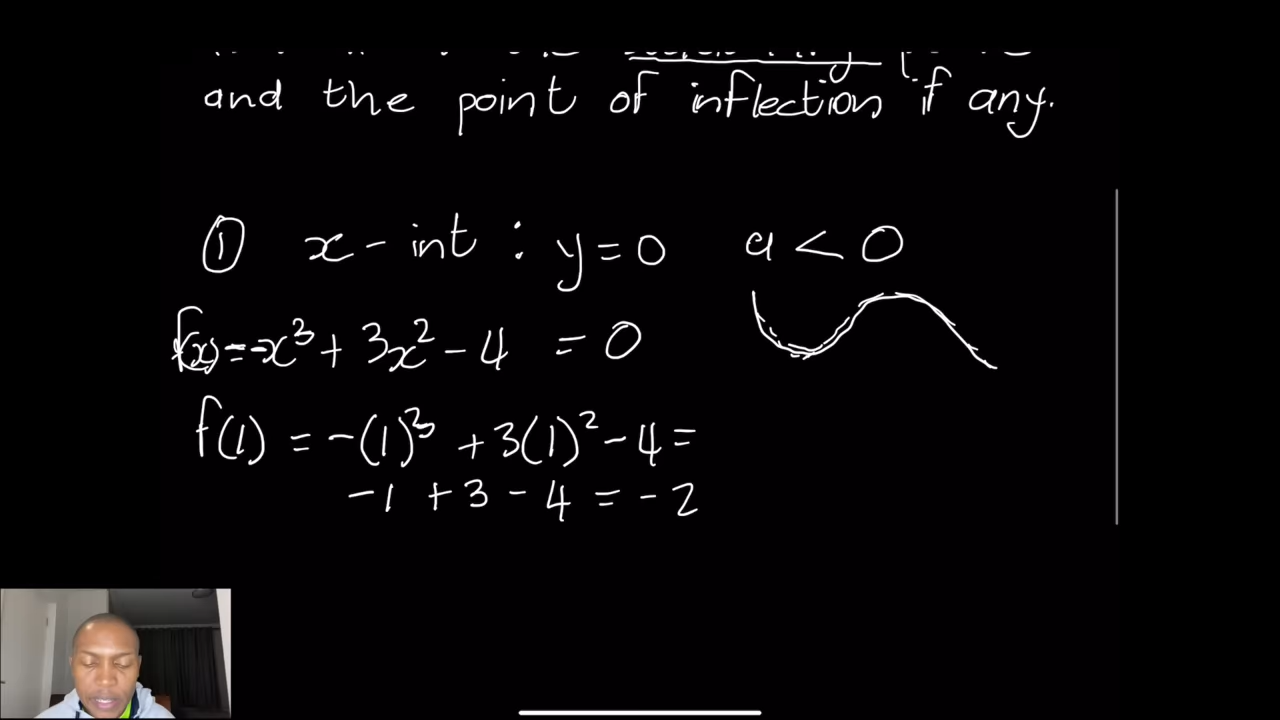 and the point of inflection if any.
① x - int : y = 0 a < 0
f(x) = -x³ + 3x² - 4 = 0
f(1) = -(1)³ + 3(1)² - 4 =
-1 + 3 - 4 = -2